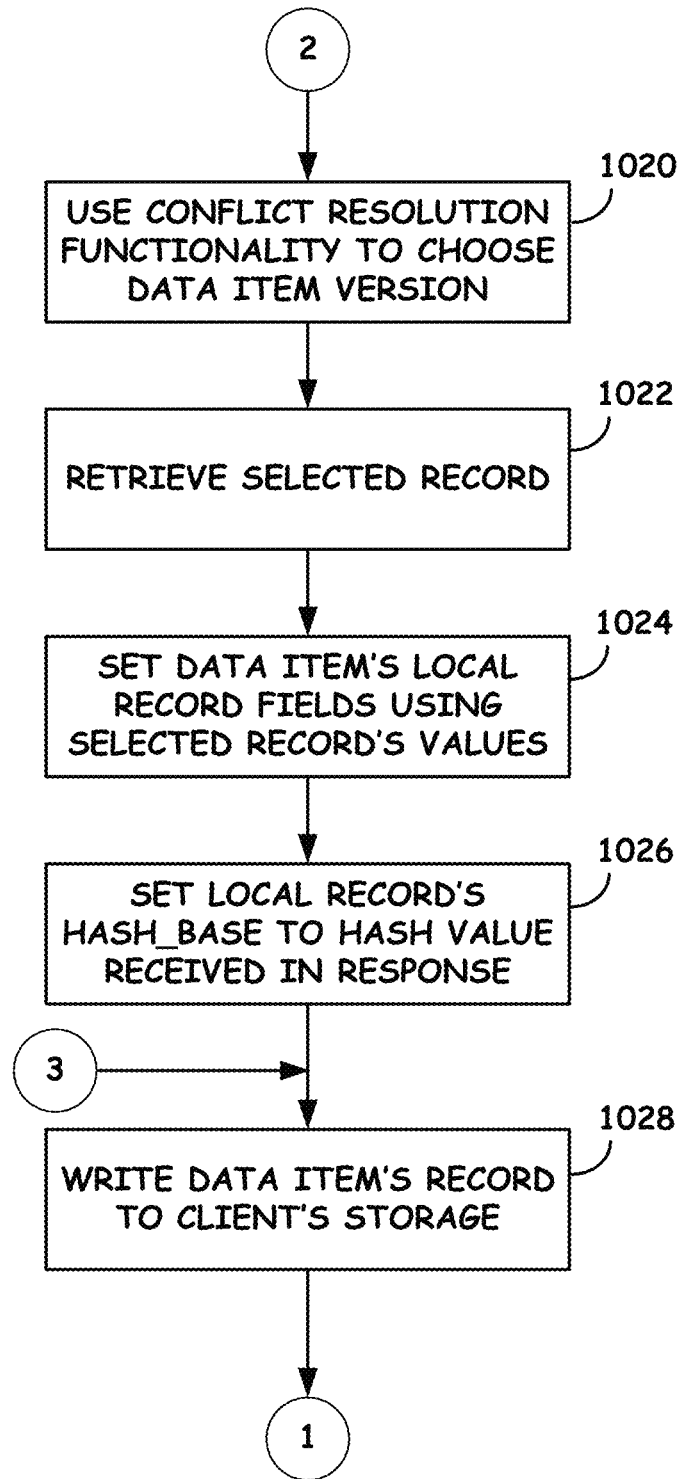 2
1020
USE CONFLICT RESOLUTION
FUNCTIONALITY TO CHOOSE
DATA ITEM VERSION
1022
RETRIEVE SELECTED RECORD
1024
SET DATA ITEM'S LOCAL
RECORD FIELDS USING
SELECTED RECORD'S VALUES
1026
SET LOCAL RECORD'S
HASH_BASE TO HASH VALUE
RECEIVED IN RESPONSE
3
1028
WRITE DATA ITEM'S RECORD
TO CLIENT'S STORAGE
1